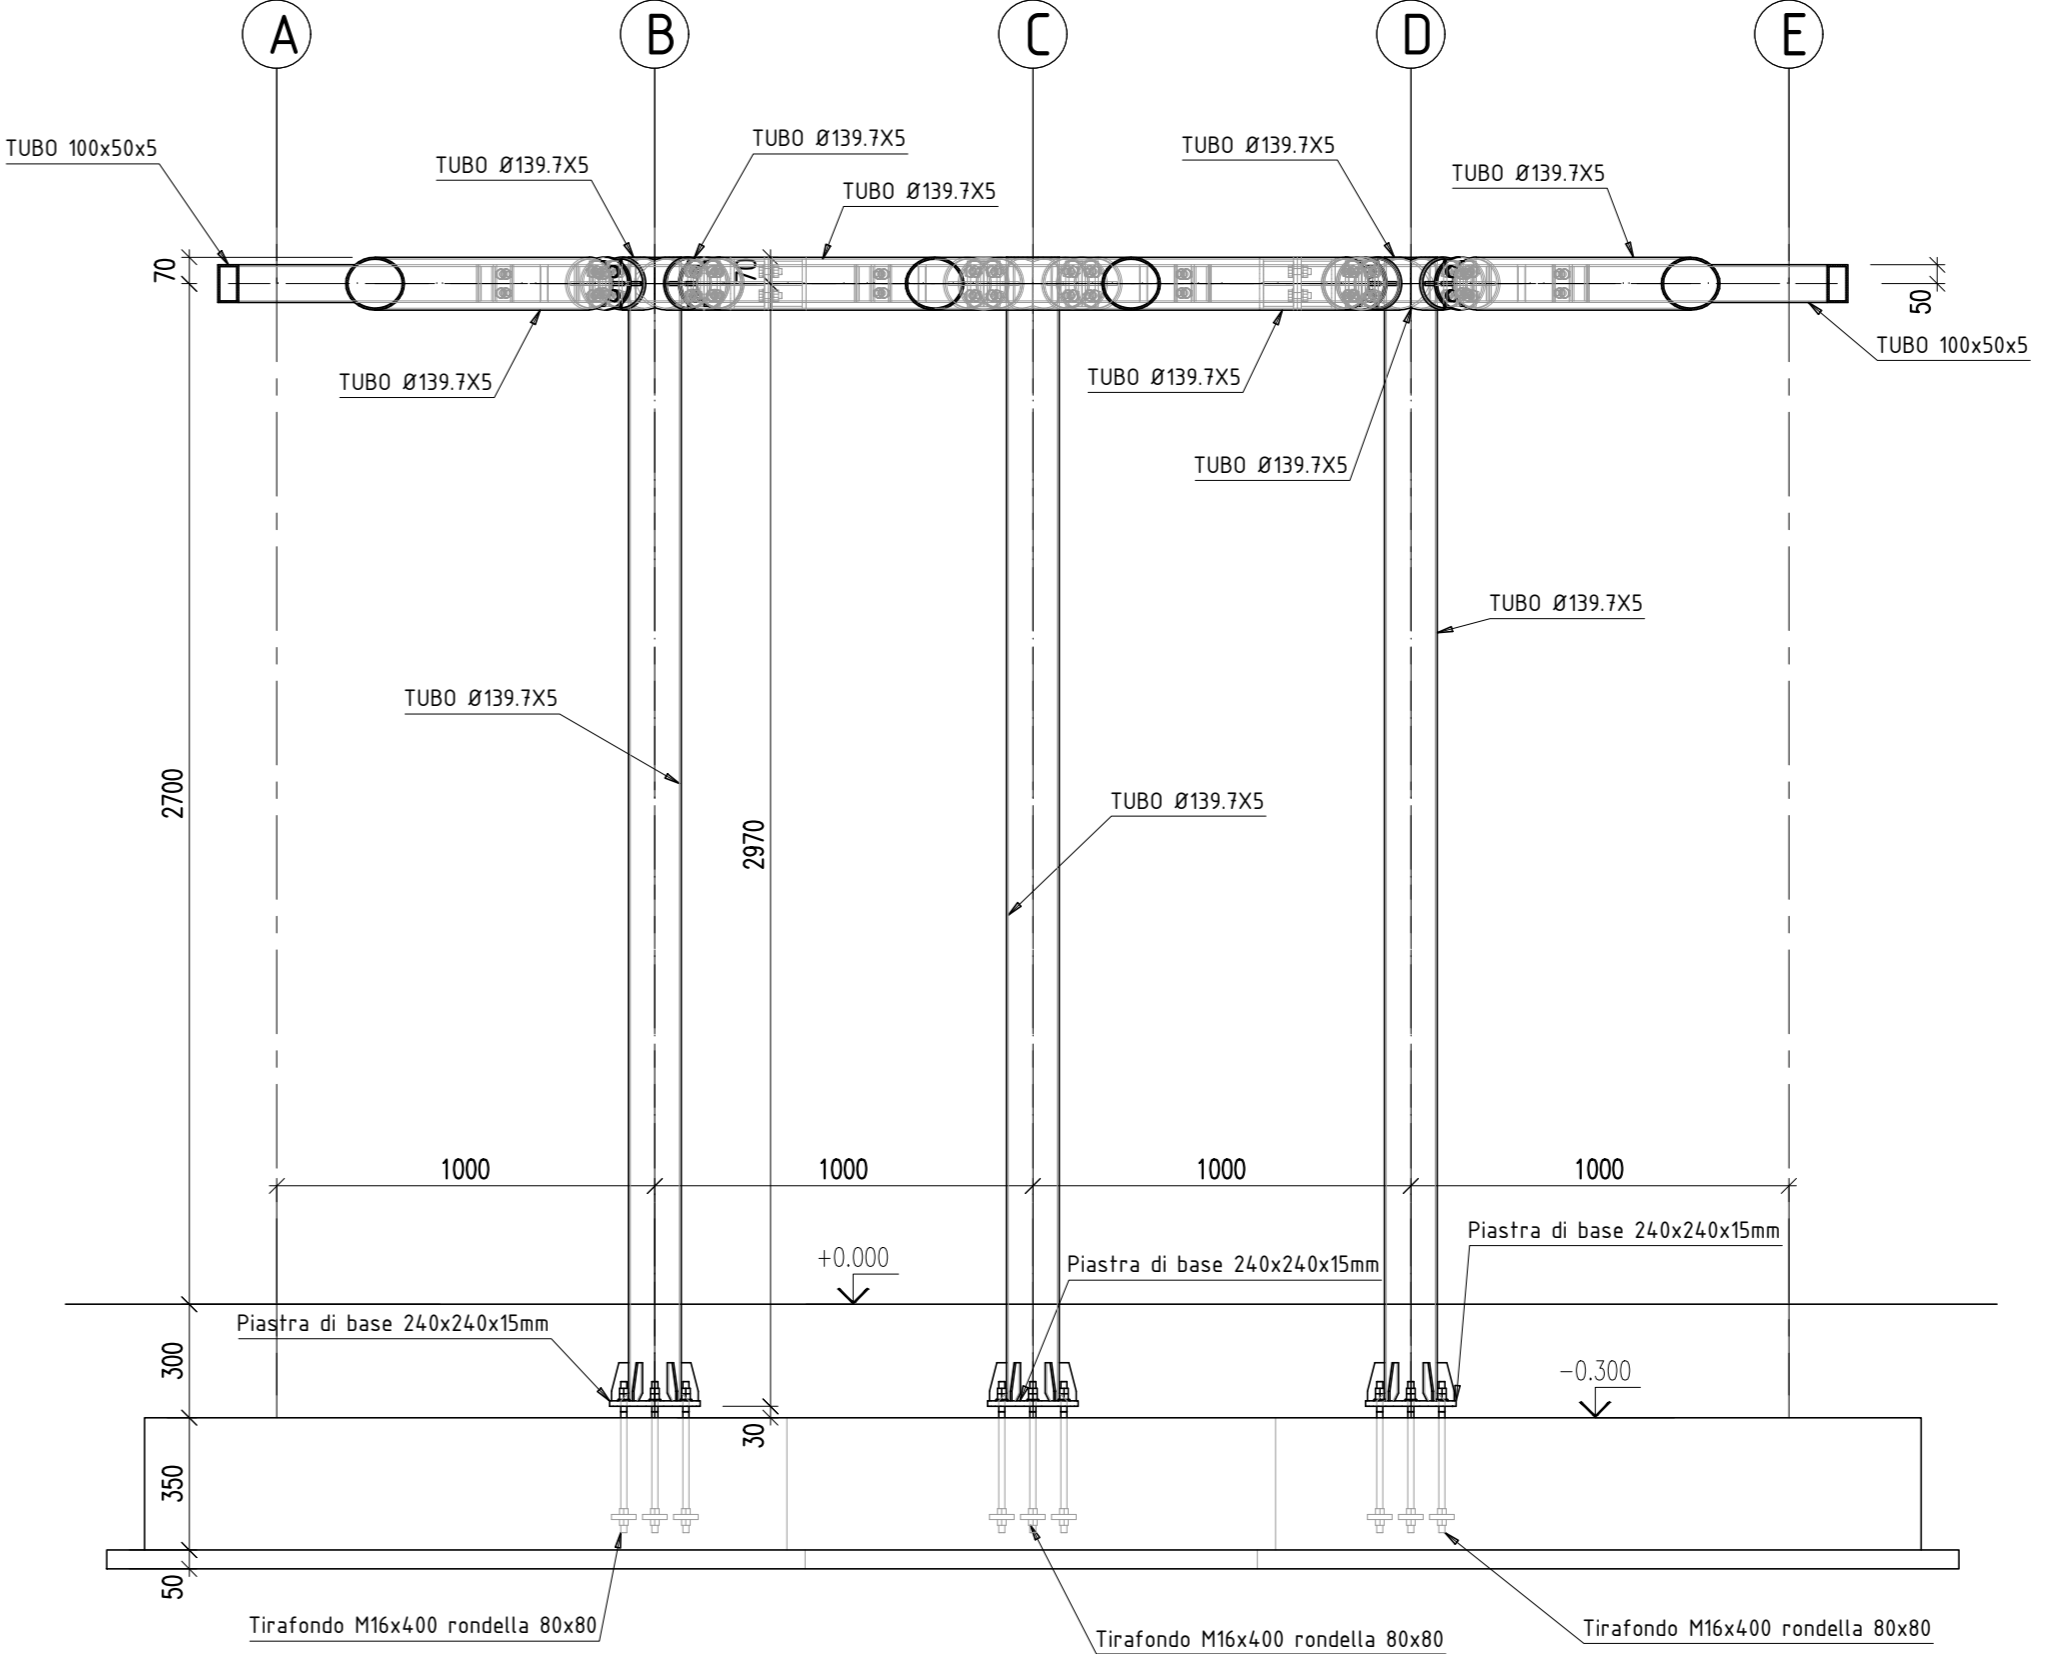 A
B
C
D
E
TUBO 100x50x5
TUBO Ø139.7X5
TUBO Ø139.7X5
TUBO Ø139.7X5
TUBO Ø139.7X5
TUBO Ø139.7X5
70
70
50
TUBO 100x50x5
TUBO Ø139.7X5
TUBO Ø139.7X5
TUBO Ø139.7X5
TUBO Ø139.7X5
TUBO Ø139.7X5
2700
TUBO Ø139.7X5
2970
1000
1000
1000
1000
+0.000
Piastra di base 240x240x15mm
Piastra di base 240x240x15mm
Piastra di base 240x240x15mm
300
-0.300
30
350
50
Tirafondo M16x400 rondella 80x80
Tirafondo M16x400 rondella 80x80
Tirafondo M16x400 rondella 80x80